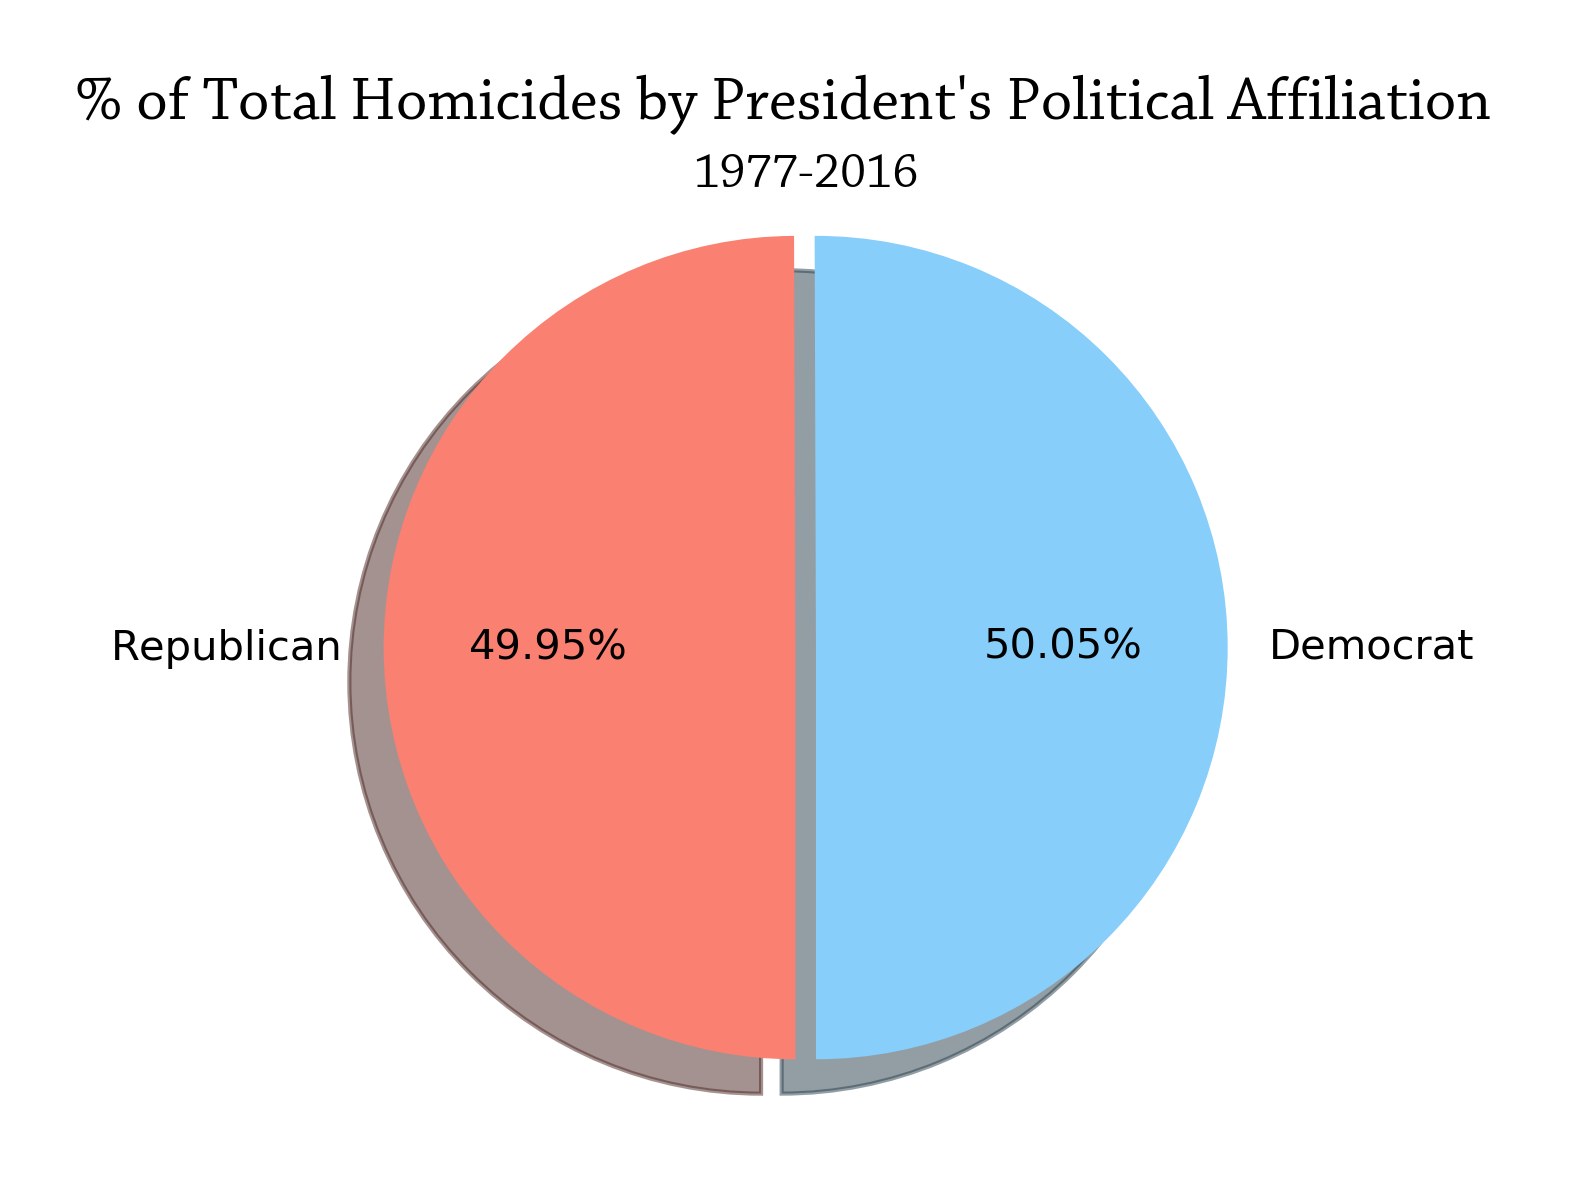 % of Total Homicides by President's Political Affiliation
1977-2016
Republican
49.95%
50.05%
Democrat